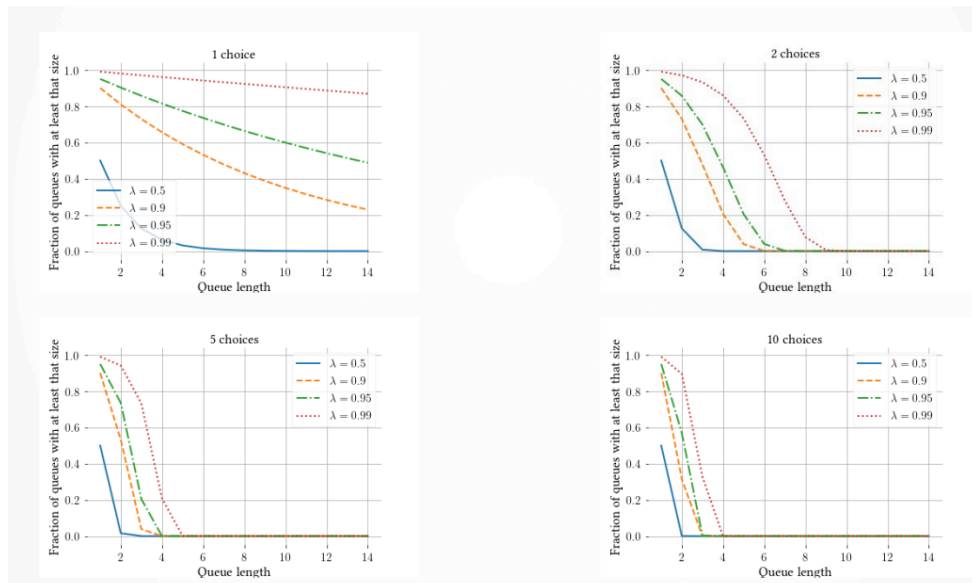 1 choice
Fraction of queues with at least that size
1.0
0.8
0.6
0.4
0.2
0.0
λ = 0.5
λ = 0.9
λ = 0.95
λ = 0.99
2 4 6 8 10 12 14
Queue length
2 choices
Fraction of queues with at least that size
1.0
0.8
0.6
0.4
0.2
0.0
λ = 0.5
λ = 0.9
λ = 0.95
λ = 0.99
2 4 6 8 10 12 14
Queue length
5 choices
Fraction of queues with at least that size
1.0
0.8
0.6
0.4
0.2
0.0
λ = 0.5
λ = 0.9
λ = 0.95
λ = 0.99
2 4 6 8 10 12 14
Queue length
10 choices
Fraction of queues with at least that size
1.0
0.8
0.6
0.4
0.2
0.0
λ = 0.5
λ = 0.9
λ = 0.95
λ = 0.99
2 4 6 8 10 12 14
Queue length